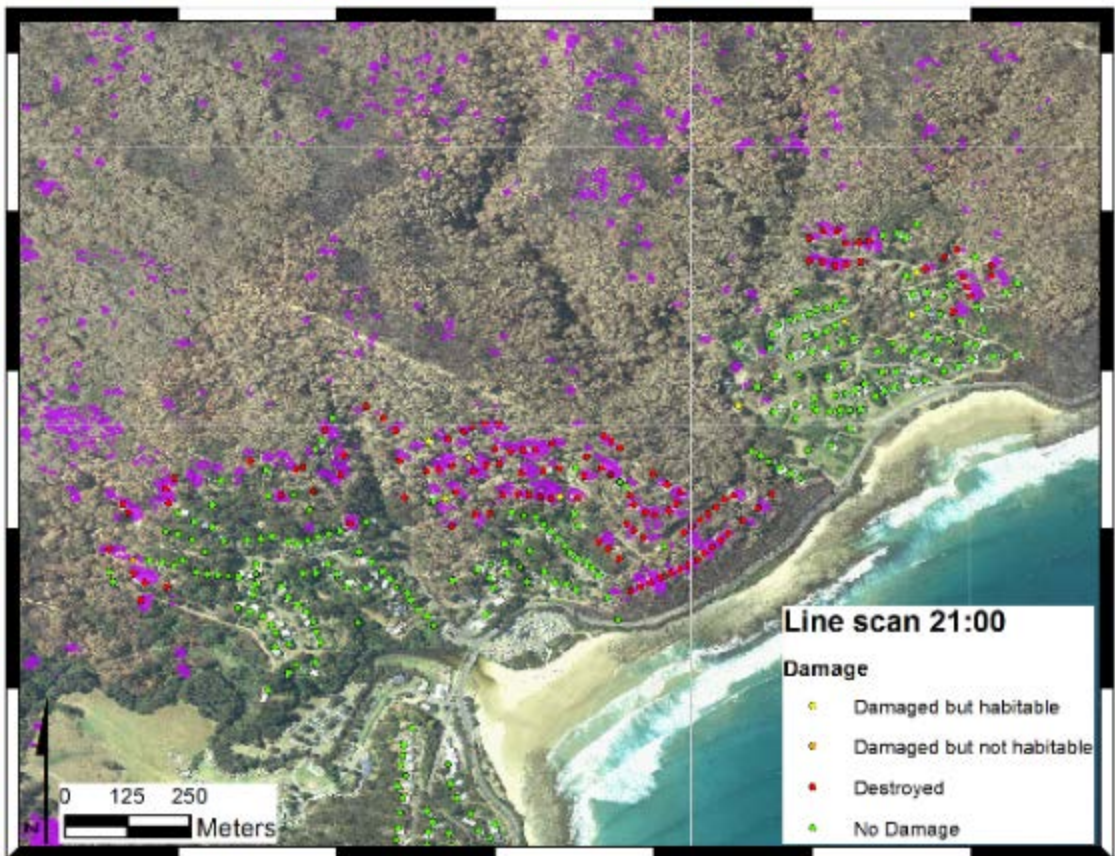 Line scan 21:00
Damage
Damaged but habitable
Damaged but not habitable
Destroyed
No Damage
0 125 250
Meters
N